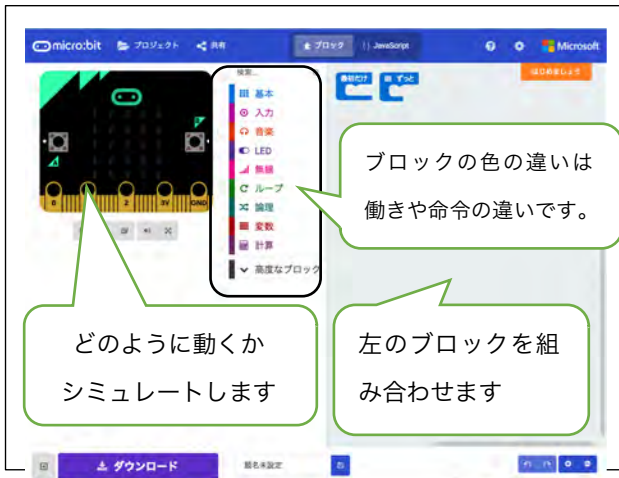 micro:bit プロジェクト 共有 ブロック {} JavaScript Microsoft
検索...
最初だけ ずっと
はじめましょう
基本
入力
音楽
LED
無線
ループ
論理
変数
計算
高度なブロック
0 2 3V GND
ブロックの色の違いは
働きや命令の違いです。
どのように動くか
シミュレートします
左のブロックを組
み合わせます
ダウンロード
題名未設定